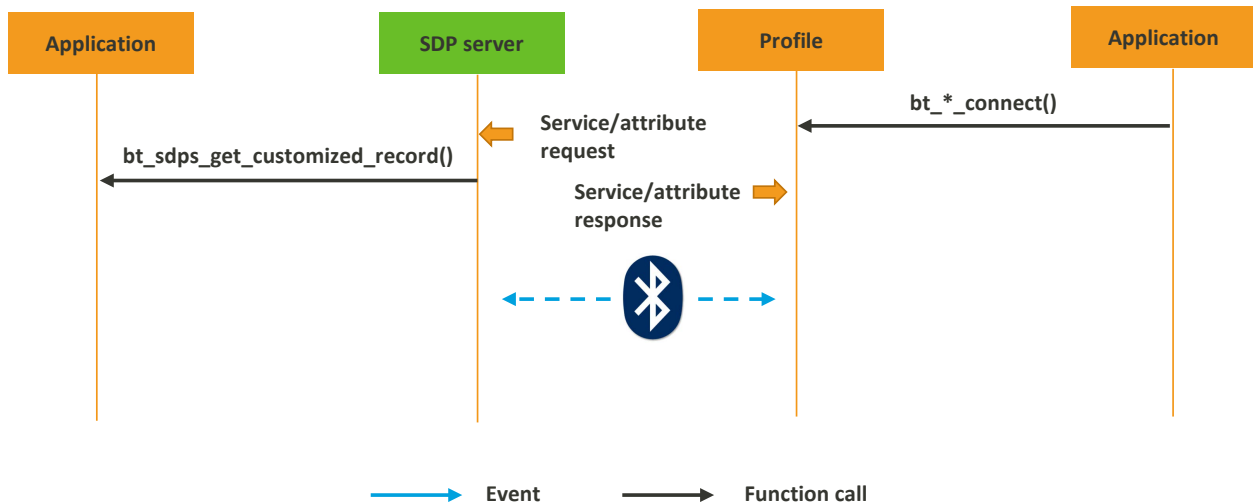 Application
SDP server
Profile
Application
bt_*_connect()
Service/attribute
request
bt_sdps_get_customized_record()
Service/attribute
response
Event
Function call